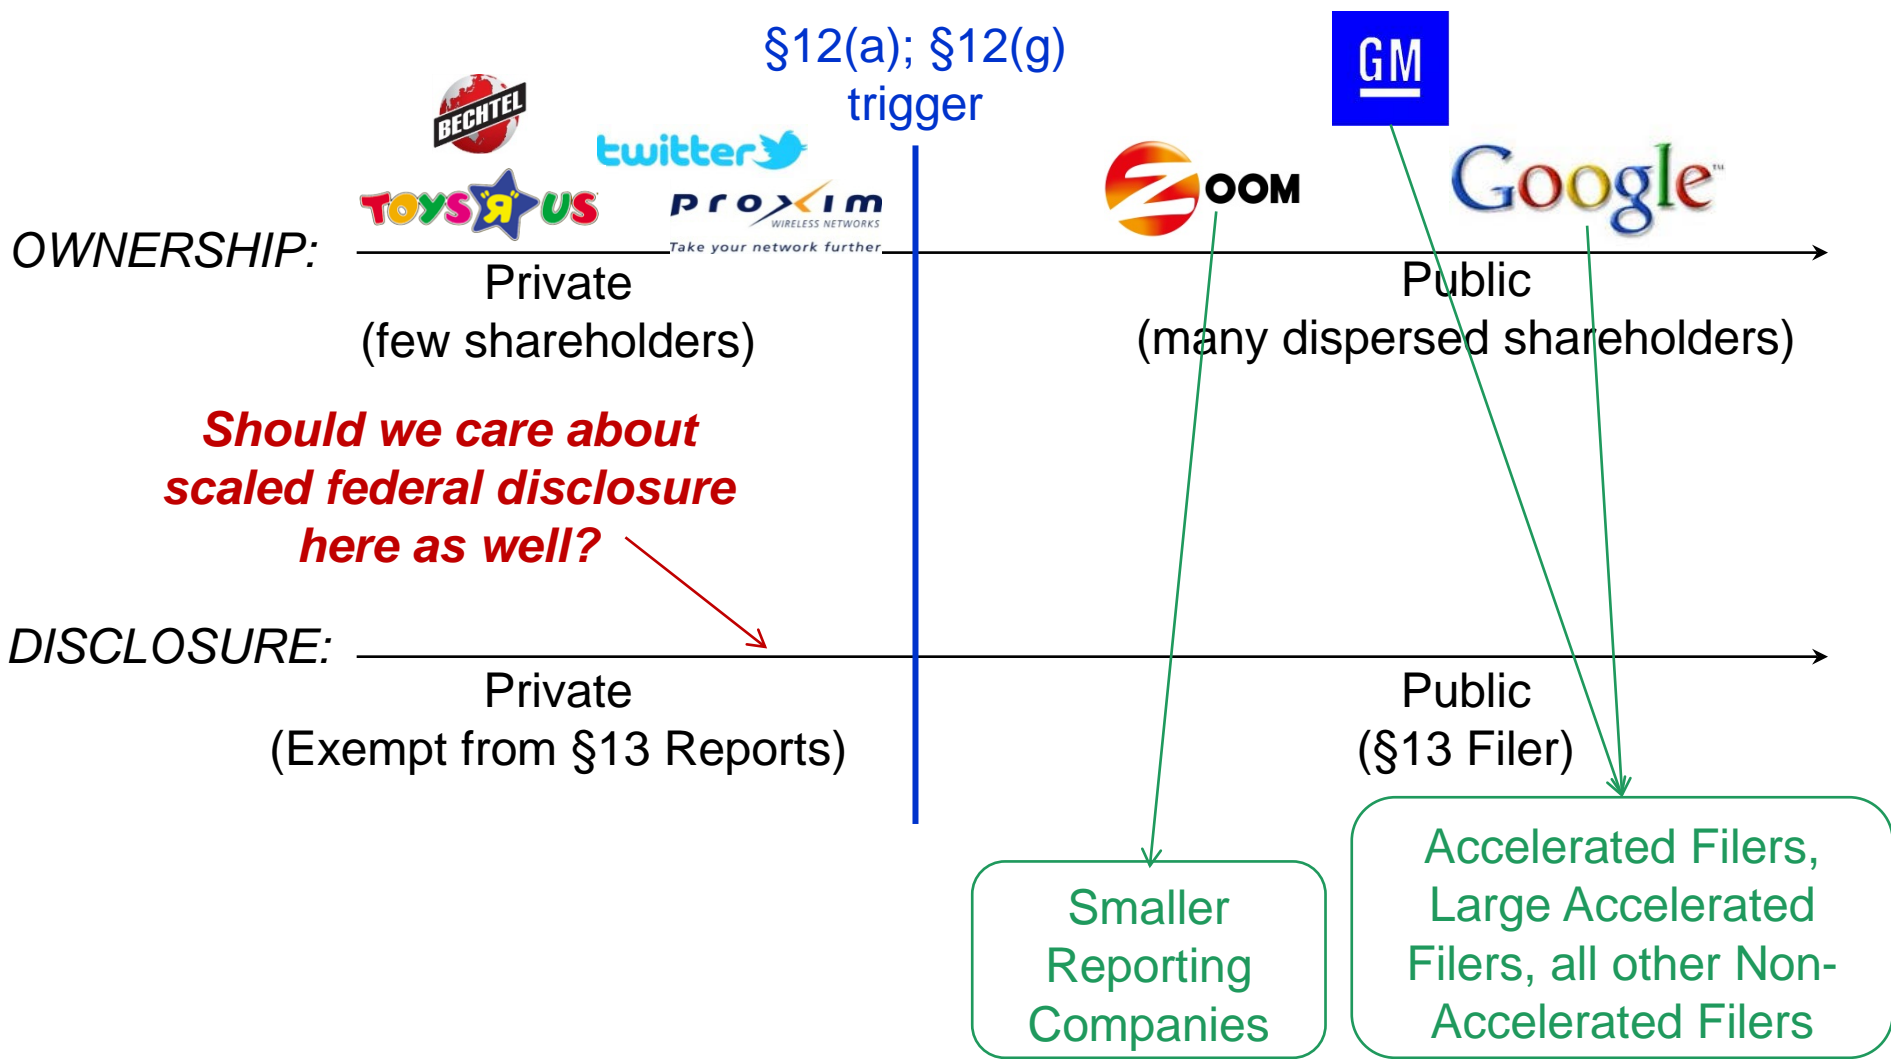 §12(a); §12(g)
trigger
GM
BECHTEL
twitter
TOYS"R"US
proxim
WIRELESS NETWORKS
Take your network further
ZOOM
Google™
OWNERSHIP:
Private
(few shareholders)
Public
(many dispersed shareholders)
Should we care about
scaled federal disclosure
here as well?
DISCLOSURE:
Private
(Exempt from §13 Reports)
Public
(§13 Filer)
Smaller
Reporting
Companies
Accelerated Filers,
Large Accelerated
Filers, all other Non-
Accelerated Filers